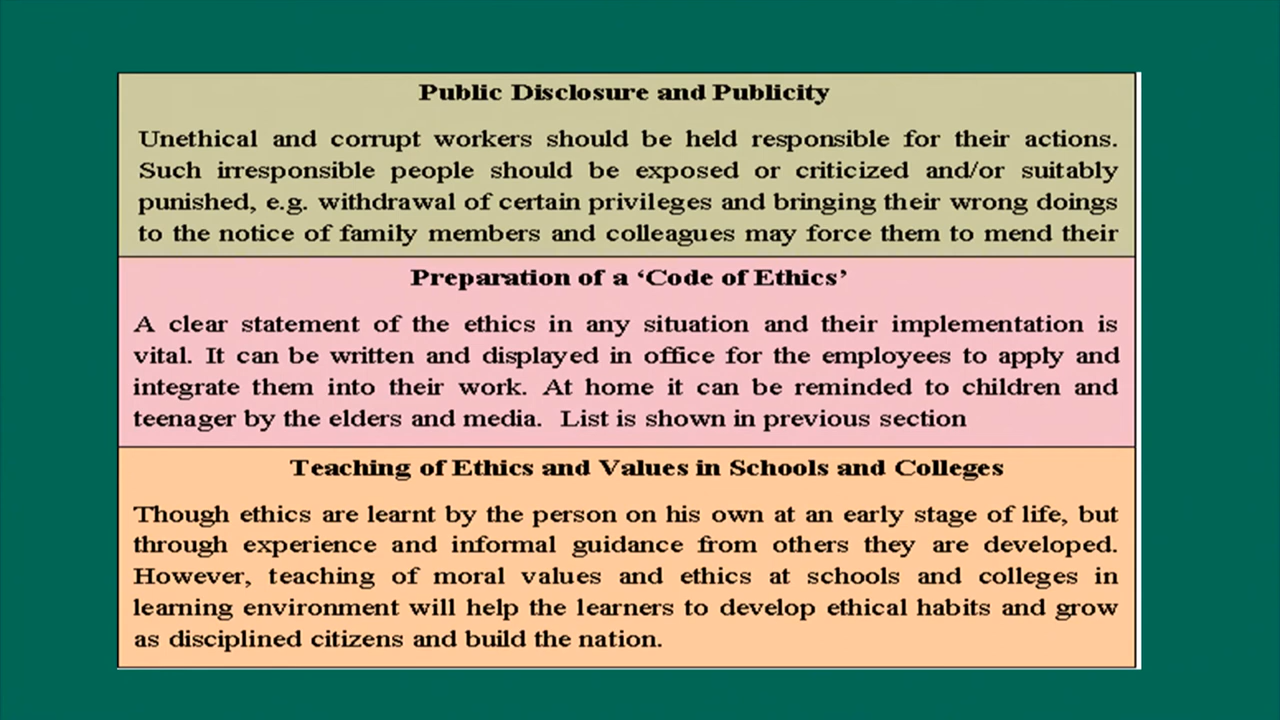 Public Disclosure and Publicity
Unethical and corrupt workers should be held responsible for their actions.
Such irresponsible people should be exposed or criticized and/or suitably
punished, e.g. withdrawal of certain privileges and bringing their wrong doings
to the notice of family members and colleagues may force them to mend their
Preparation of a ‘Code of Ethics’
A clear statement of the ethics in any situation and their implementation is
vital. It can be written and displayed in office for the employees to apply and
integrate them into their work. At home it can be reminded to children and
teenager by the elders and media. List is shown in previous section
Teaching of Ethics and Values in Schools and Colleges
Though ethics are learnt by the person on his own at an early stage of life, but
through experience and informal guidance from others they are developed.
However, teaching of moral values and ethics at schools and colleges in
learning environment will help the learners to develop ethical habits and grow
as disciplined citizens and build the nation.